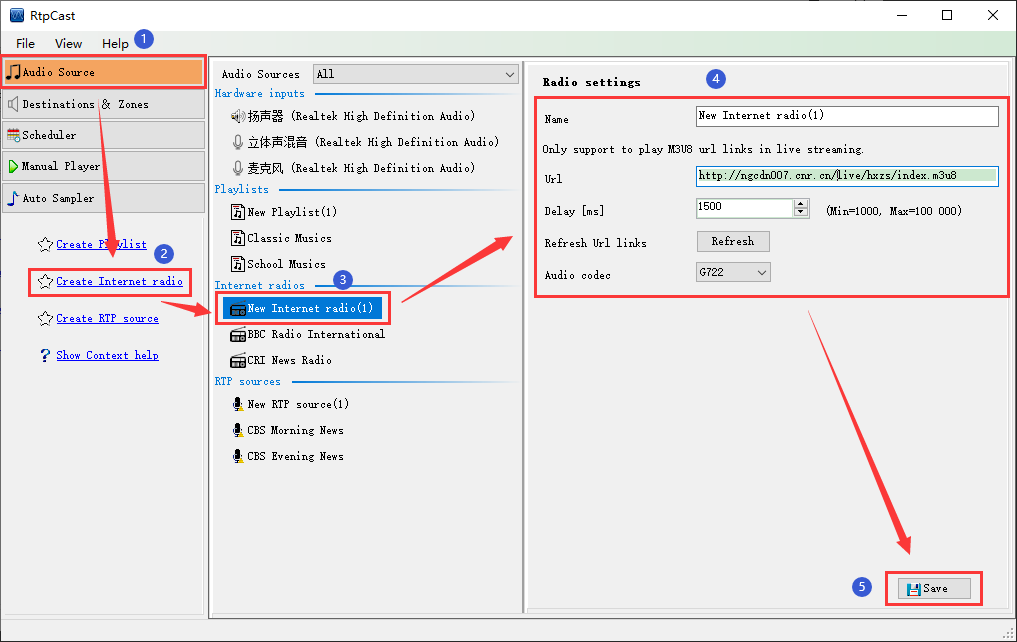 RtpCast
File View Help 1
Audio Source
Destinations & Zones
Scheduler
Manual Player
Auto Sampler
Create Playlist
2
Create Internet radio
Create RTP source
? Show Context help
Audio Sources All
Hardware inputs
扬声器 (Realtek High Definition Audio)
立体声混音 (Realtek High Definition Audio)
麦克风 (Realtek High Definition Audio)
Playlists
New Playlist(1)
Classic Musics
School Musics
Internet radios 3
New Internet radio(1)
BBC Radio International
CRI News Radio
RTP sources
New RTP source(1)
CBS Morning News
CBS Evening News
Radio settings 4
Name New Internet radio(1)
Only support to play M3U8 url links in live streaming.
Url http://ngcdn007.cnr.cn/live/hxzs/index.m3u8
Delay [ms] 1500 (Min=1000, Max=100 000)
Refresh Url links Refresh
Audio codec G722
5 Save